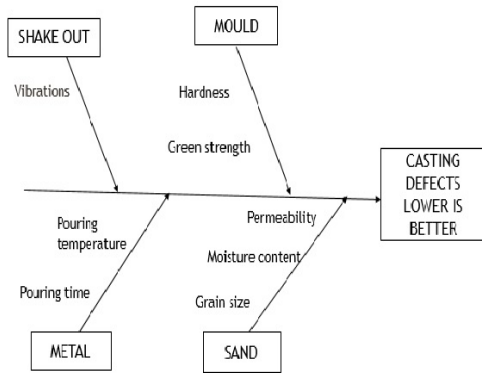 SHAKE OUT
MOULD
Vibrations
Hardness
Green strength
CASTING
DEFECTS
LOWER IS
BETTER
Pouring
temperature
Permeability
Moisture content
Pouring time
Grain size
METAL
SAND